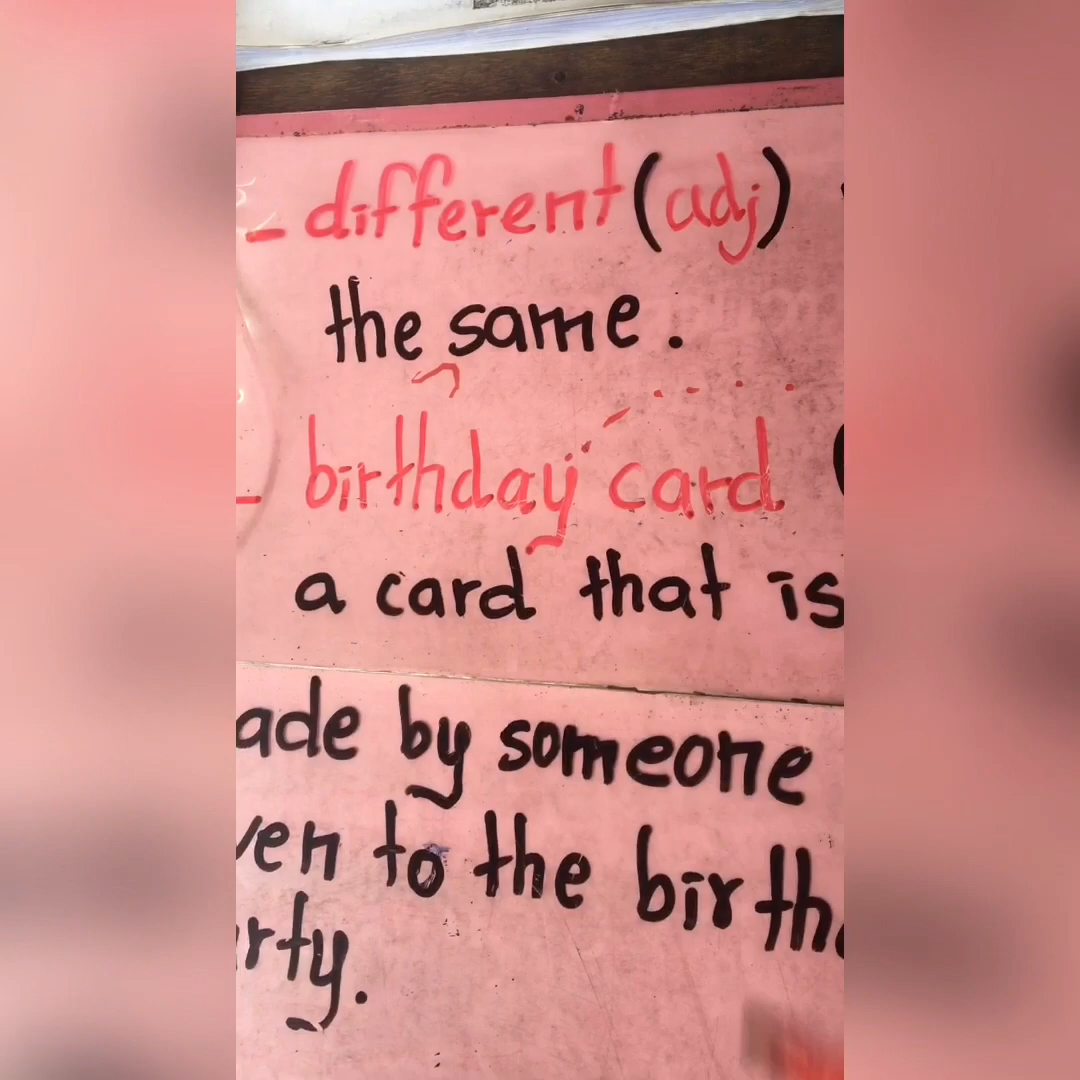 - different (adj)
the same.
- birthday card
a card that is
ade by someone
ven to the birth
rty.